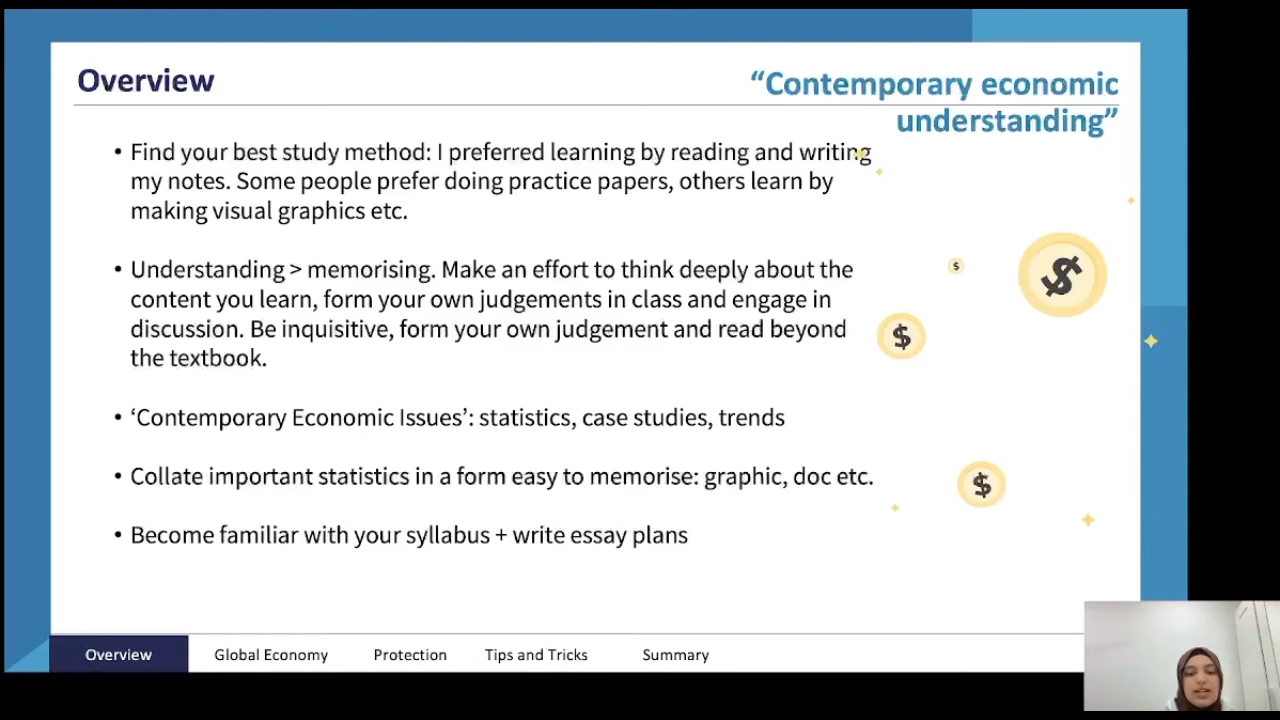 Overview
“Contemporary economic
understanding”
• Find your best study method: I preferred learning by reading and writing
my notes. Some people prefer doing practice papers, others learn by
making visual graphics etc.
• Understanding > memorising. Make an effort to think deeply about the
content you learn, form your own judgements in class and engage in
discussion. Be inquisitive, form your own judgement and read beyond
the textbook.
• ‘Contemporary Economic Issues’: statistics, case studies, trends
• Collate important statistics in a form easy to memorise: graphic, doc etc.
• Become familiar with your syllabus + write essay plans
$
$
$
$
Overview Global Economy Protection Tips and Tricks Summary